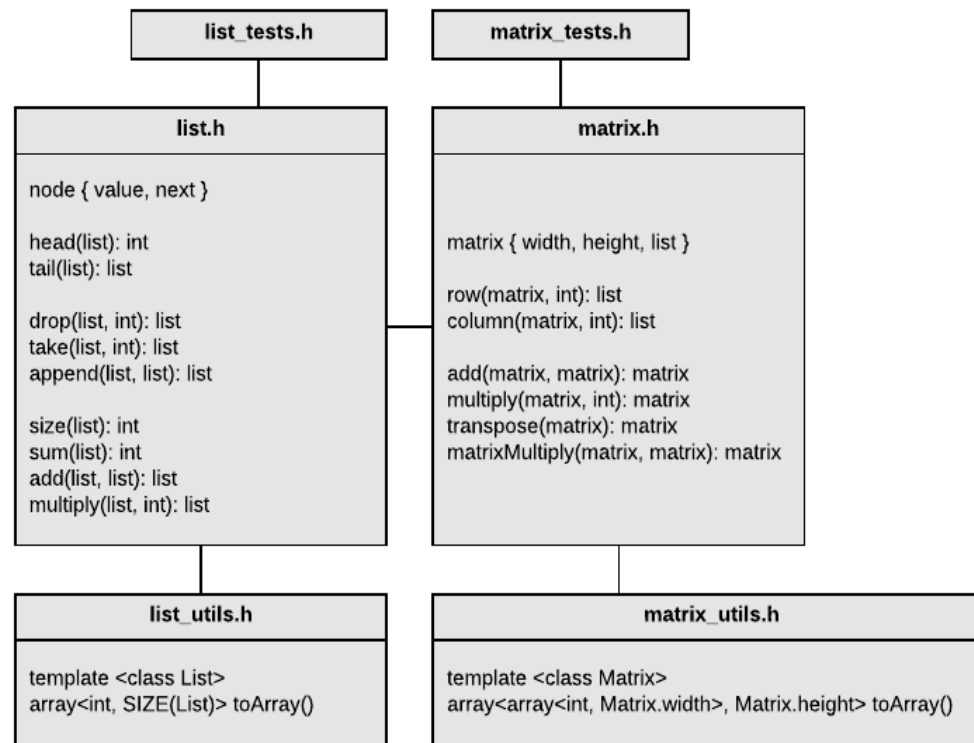 list_tests.h
matrix_tests.h
list.h
node { value, next }
head(list): int
tail(list): list
drop(list, int): list
take(list, int): list
append(list, list): list
size(list): int
sum(list): int
add(list, list): list
multiply(list, int): list
matrix.h
matrix { width, height, list }
row(matrix, int): list
column(matrix, int): list
add(matrix, matrix): matrix
multiply(matrix, int): matrix
transpose(matrix): matrix
matrixMultiply(matrix, matrix): matrix
list_utils.h
template <class List>
array<int, SIZE(List)> toArray()
matrix_utils.h
template <class Matrix>
array<array<int, Matrix.width>, Matrix.height> toArray()